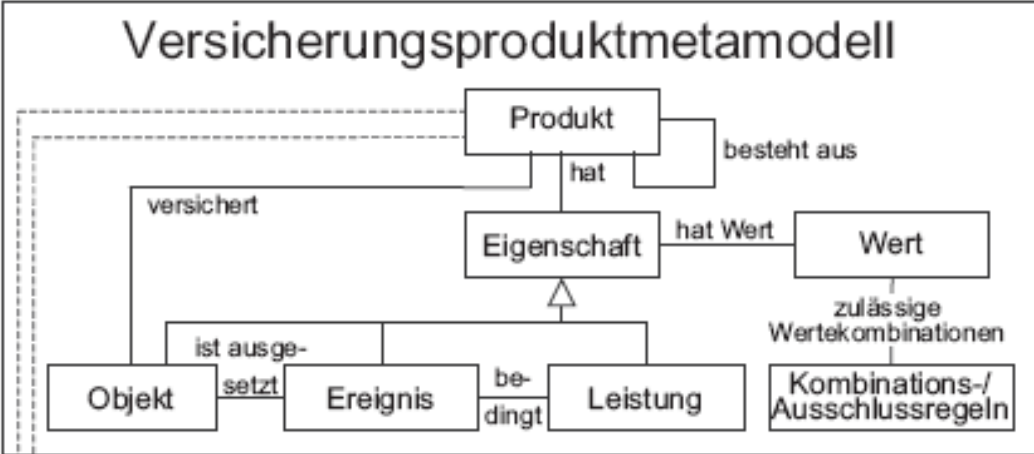 Versicherungsproduktmetamodell
Produkt
besteht aus
hat
versichert
Eigenschaft
hat Wert
Wert
zulässige
Wertekombinationen
ist ausge-
setzt
be-
dingt
Objekt
Ereignis
Leistung
Kombinations-/
Ausschlussregeln